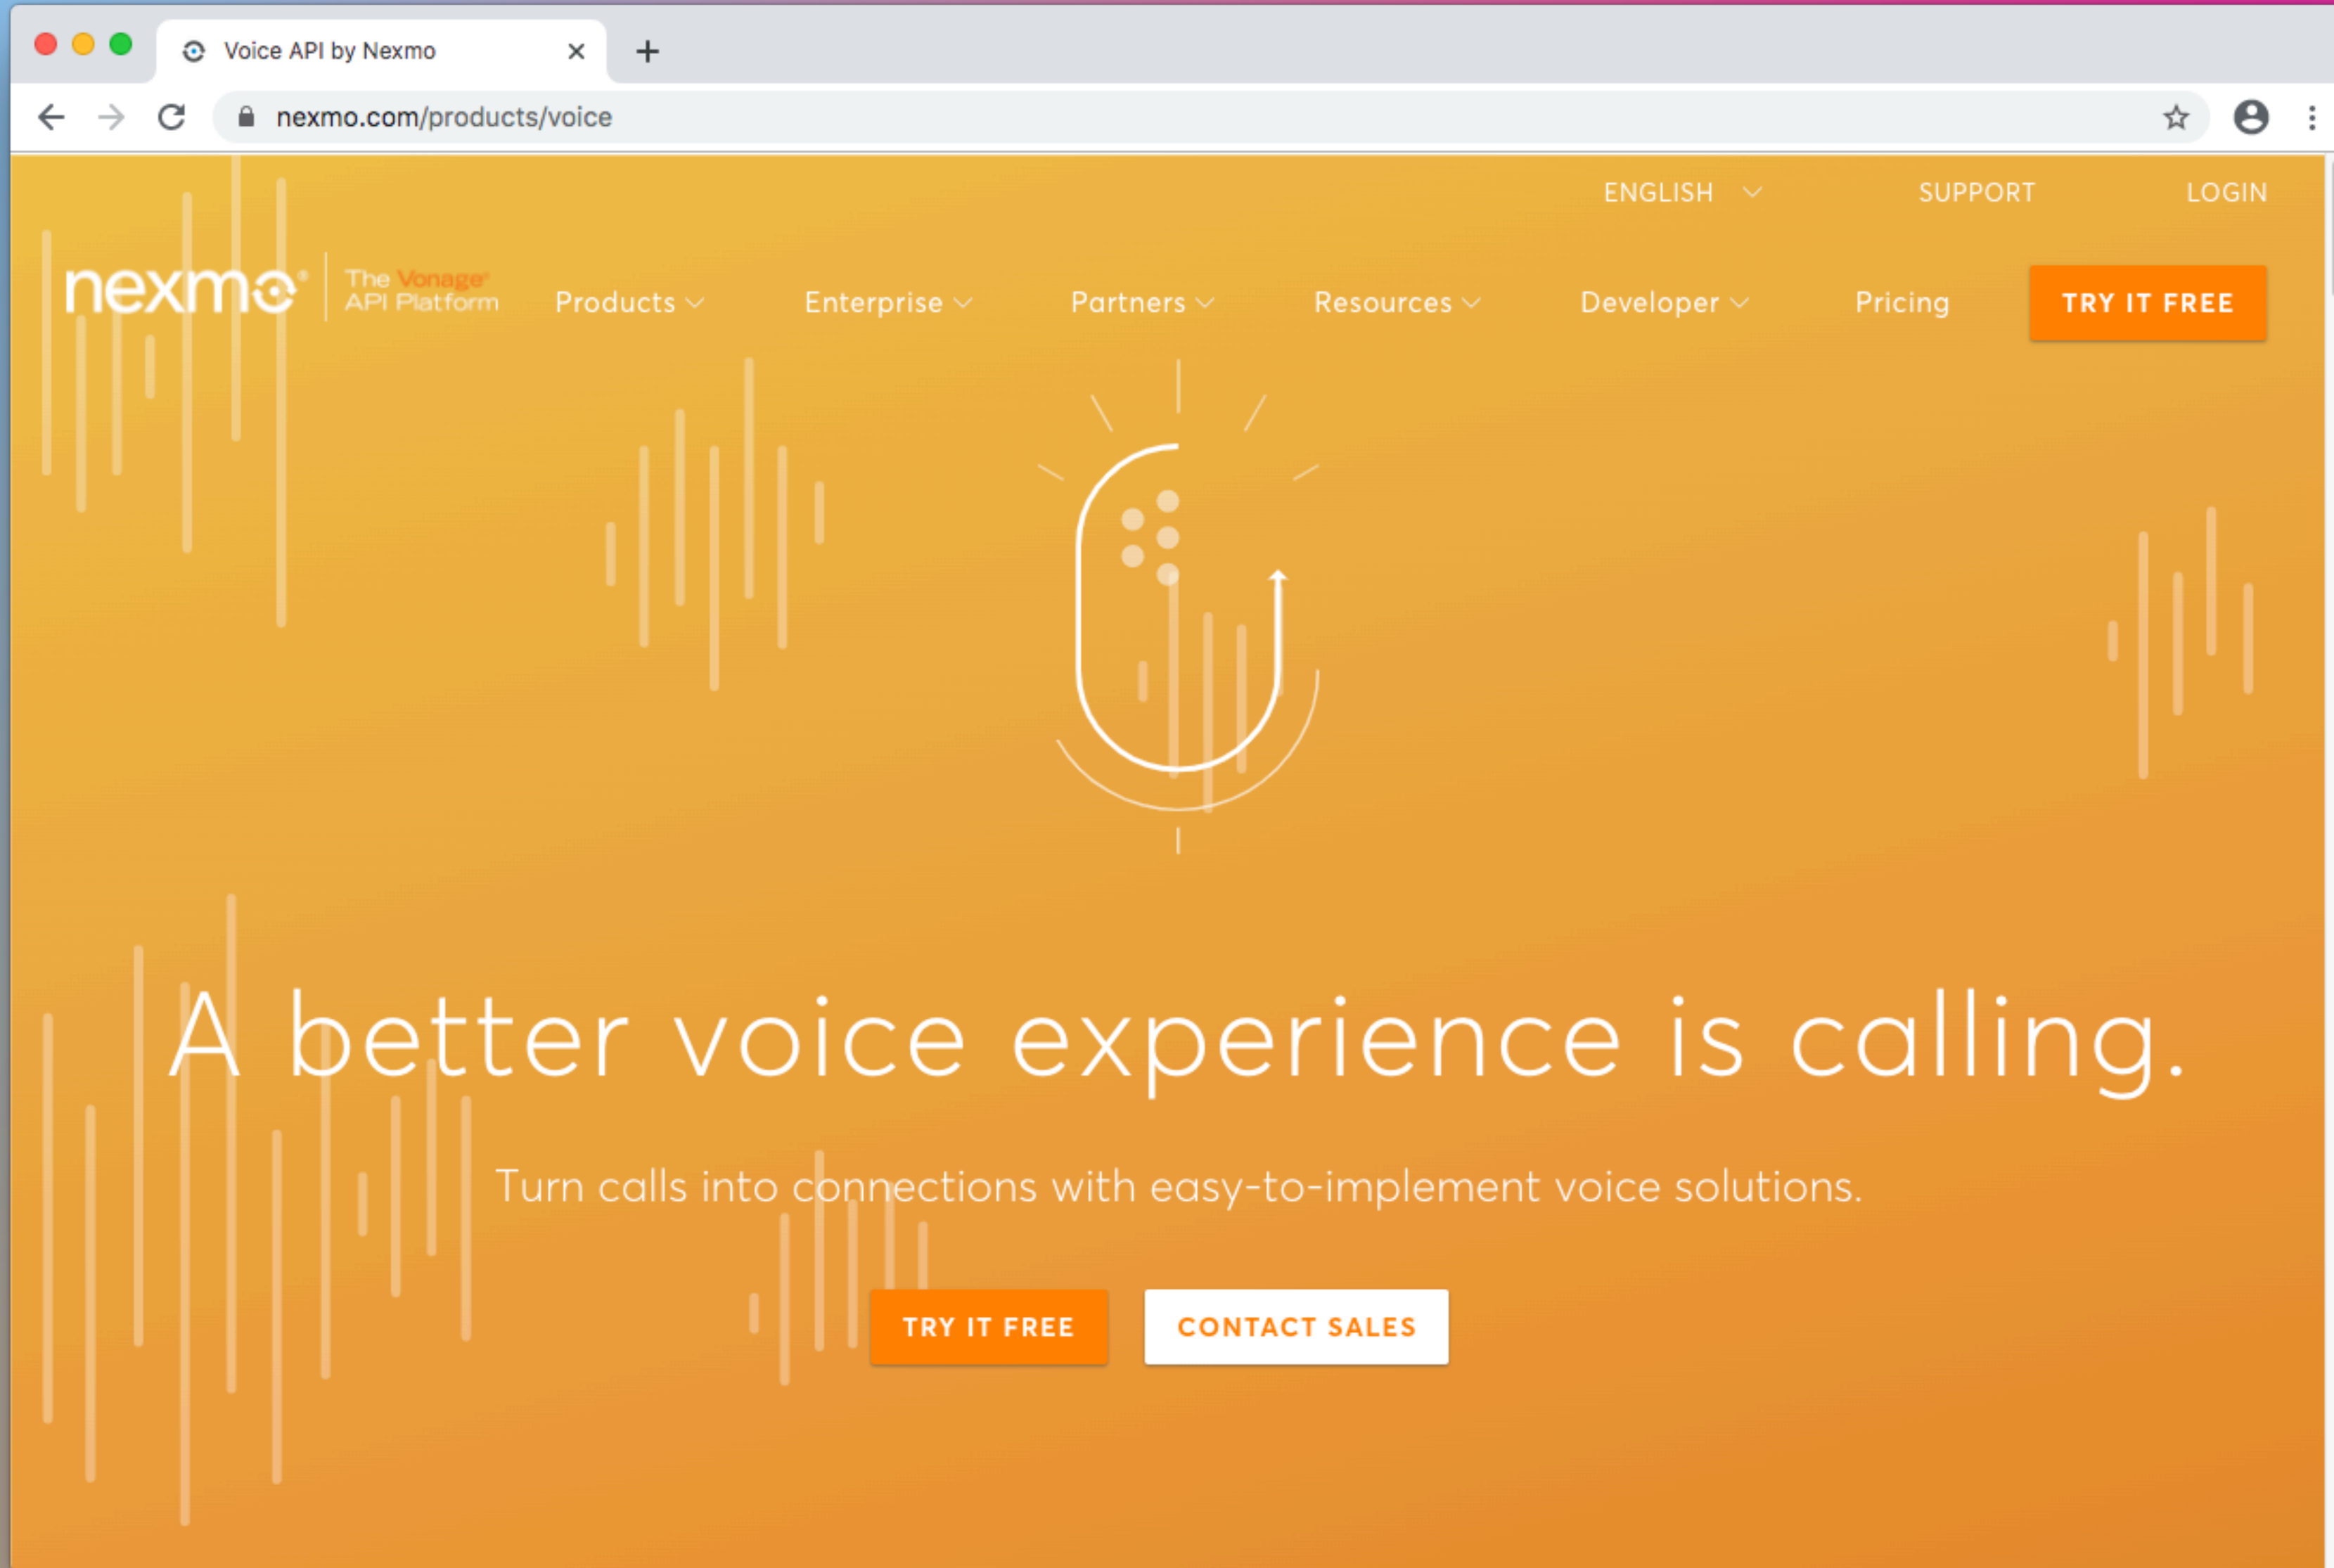 Voice API by Nexmo
nexmo.com/products/voice
ENGLISH SUPPORT LOGIN
nexmo® The Vonage® API Platform
Products Enterprise Partners Resources Developer Pricing TRY IT FREE
A better voice experience is calling.
Turn calls into connections with easy-to-implement voice solutions.
TRY IT FREE CONTACT SALES